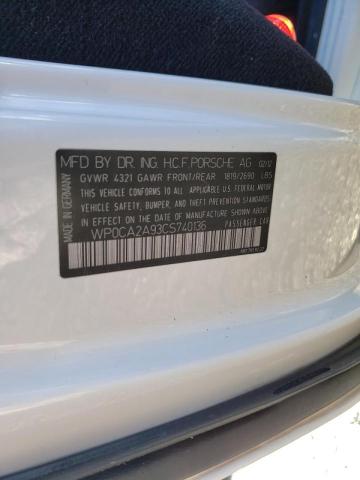 MFD BY DR. ING. H.C.F.PORSCHE AG 02/12
GVWR 4321 GAWR FRONT/REAR 1819/2690 LBS
THIS VEHICLE CONFORMS TO ALL APPLICABLE U.S. FEDERAL MOTOR
VEHICLE SAFETY, BUMPER, AND THEFT PREVENTION STANDARDS
IN EFFECT ON THE DATE OF MANUFACTURE SHOWN ABOVE.
WP0CA2A93CS740136 PASSENGER CAR
MADE IN GERMANY